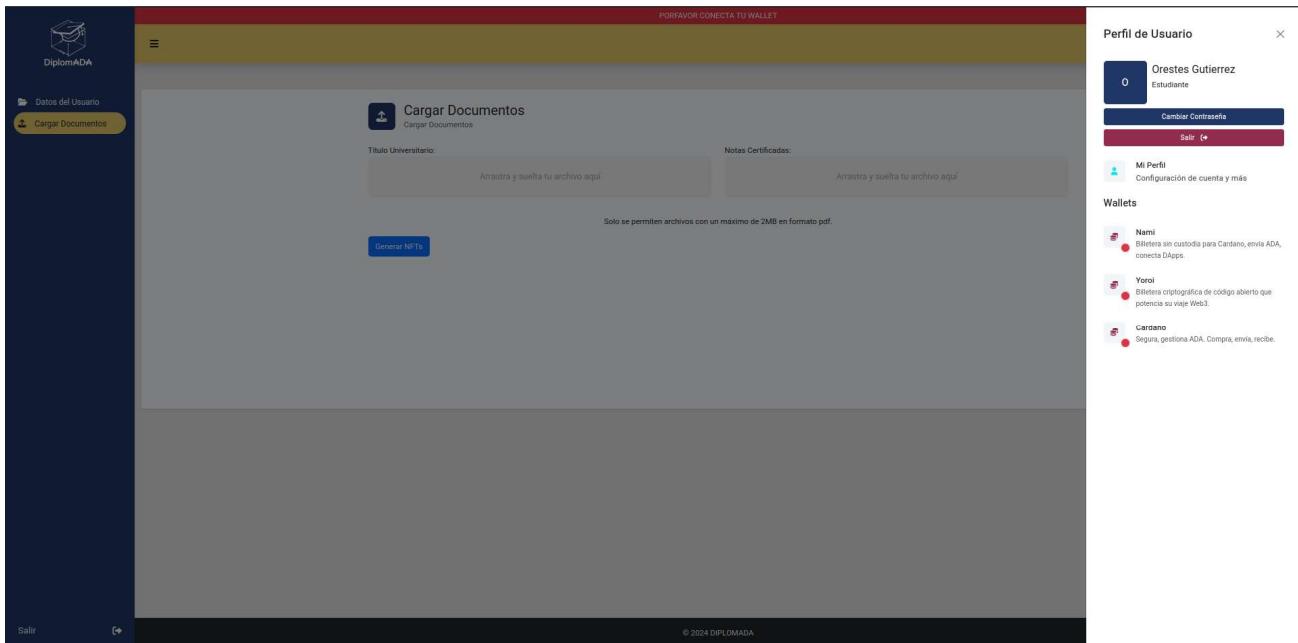 PORFAVOR CONECTA TU WALLET
DiplomADA
Datos del Usuario
Cargar Documentos
Salir
Cargar Documentos
Cargar Documentos
Título Universitario:
Arrastra y suelta tu archivo aquí
Notas Certificadas:
Arrastra y suelta tu archivo aquí
Solo se permiten archivos con un máximo de 2MB en formato pdf.
Generar NFTs
© 2024 DIPLOMADA
Perfil de Usuario
O
Orestes Gutierrez
Estudiante
Cambiar Contraseña
Salir
Mi Perfil
Configuración de cuenta y más
Wallets
Nami
Billetera sin custodia para Cardano, envía ADA,
conecta DApps.
Yoroi
Billetera criptográfica de código abierto que
potencia su viaje Web3.
Cardano
Segura, gestiona ADA. Compra, envía, recibe.